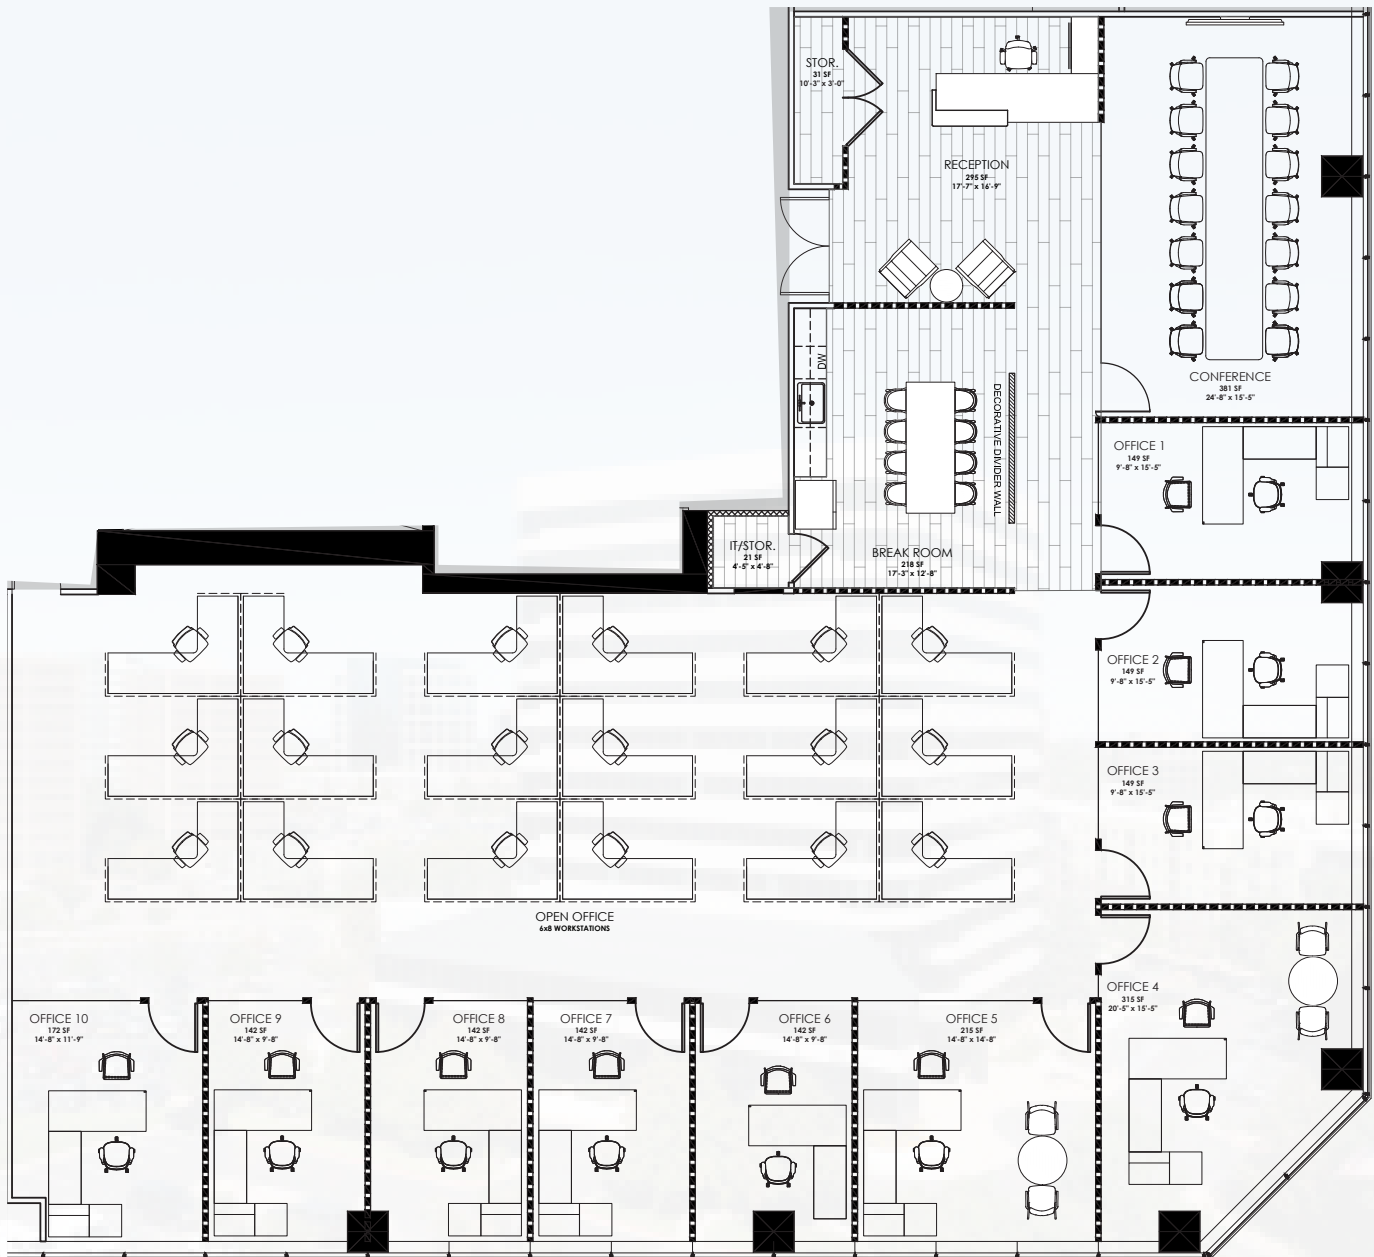 STOR.
31 SF
10'-3" x 3'-0"
RECEPTION
295 SF
17'-7" x 16'-9"
CONFERENCE
381 SF
24'-8" x 15'-5"
DW
DECORATIVE DIVIDER WALL
OFFICE 1
149 SF
9'-8" x 15'-5"
IT/STOR.
21 SF
4'-5" x 4'-8"
BREAK ROOM
218 SF
17'-3" x 12'-8"
OFFICE 2
149 SF
9'-8" x 15'-5"
OFFICE 3
149 SF
9'-8" x 15'-5"
OPEN OFFICE
6x8 WORKSTATIONS
OFFICE 4
315 SF
20'-5" x 15'-5"
OFFICE 10
172 SF
14'-8" x 11'-9"
OFFICE 9
142 SF
14'-8" x 9'-8"
OFFICE 8
142 SF
14'-8" x 9'-8"
OFFICE 7
142 SF
14'-8" x 9'-8"
OFFICE 6
142 SF
14'-8" x 9'-8"
OFFICE 5
215 SF
14'-8" x 14'-8"